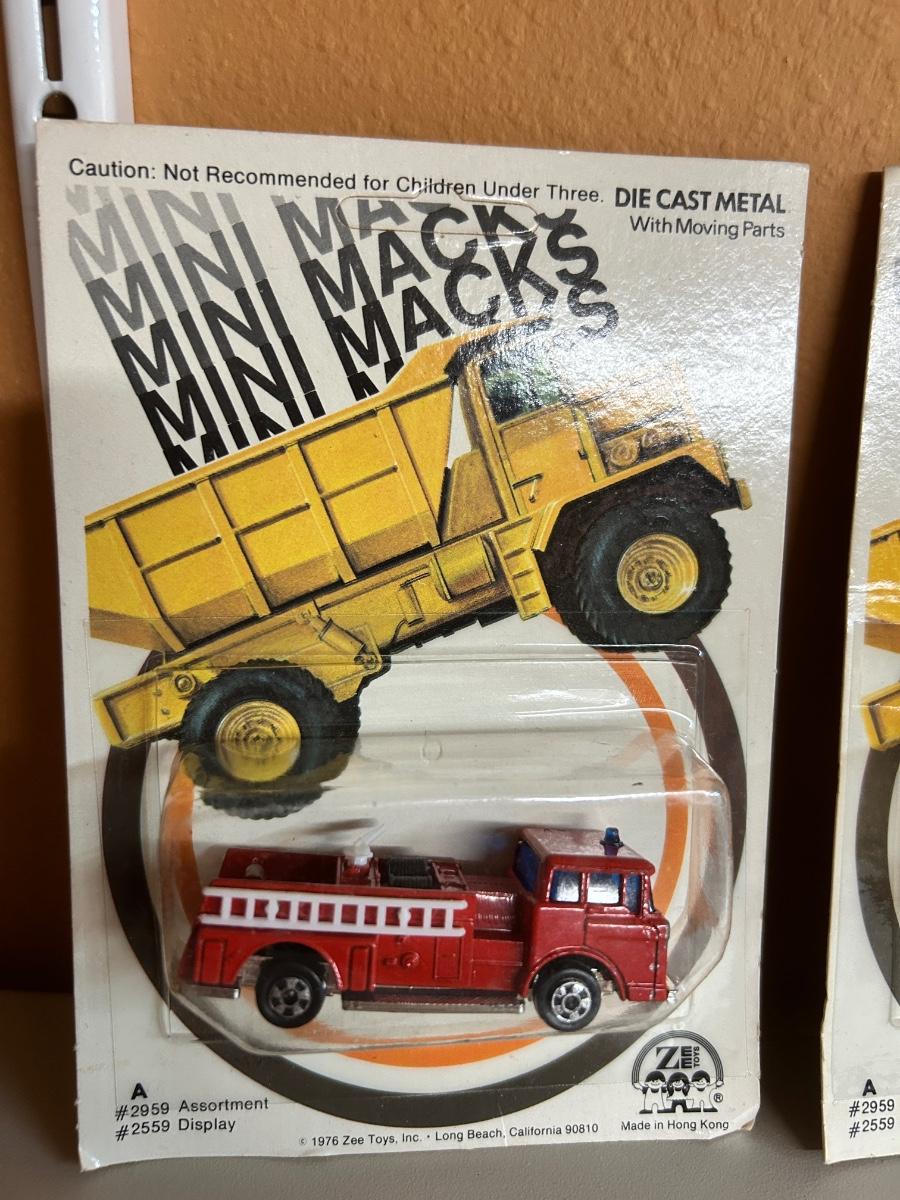 Caution: Not Recommended for Children Under Three.
DIE CAST METAL
With Moving Parts
MINI MACKS
MINI MACKS
MINI MACKS
MINI
MINI
ZEE TOYS
®
A
#2959 Assortment
#2559 Display
© 1976 Zee Toys, Inc. • Long Beach, California 90810
Made in Hong Kong
A
#2959
#2559